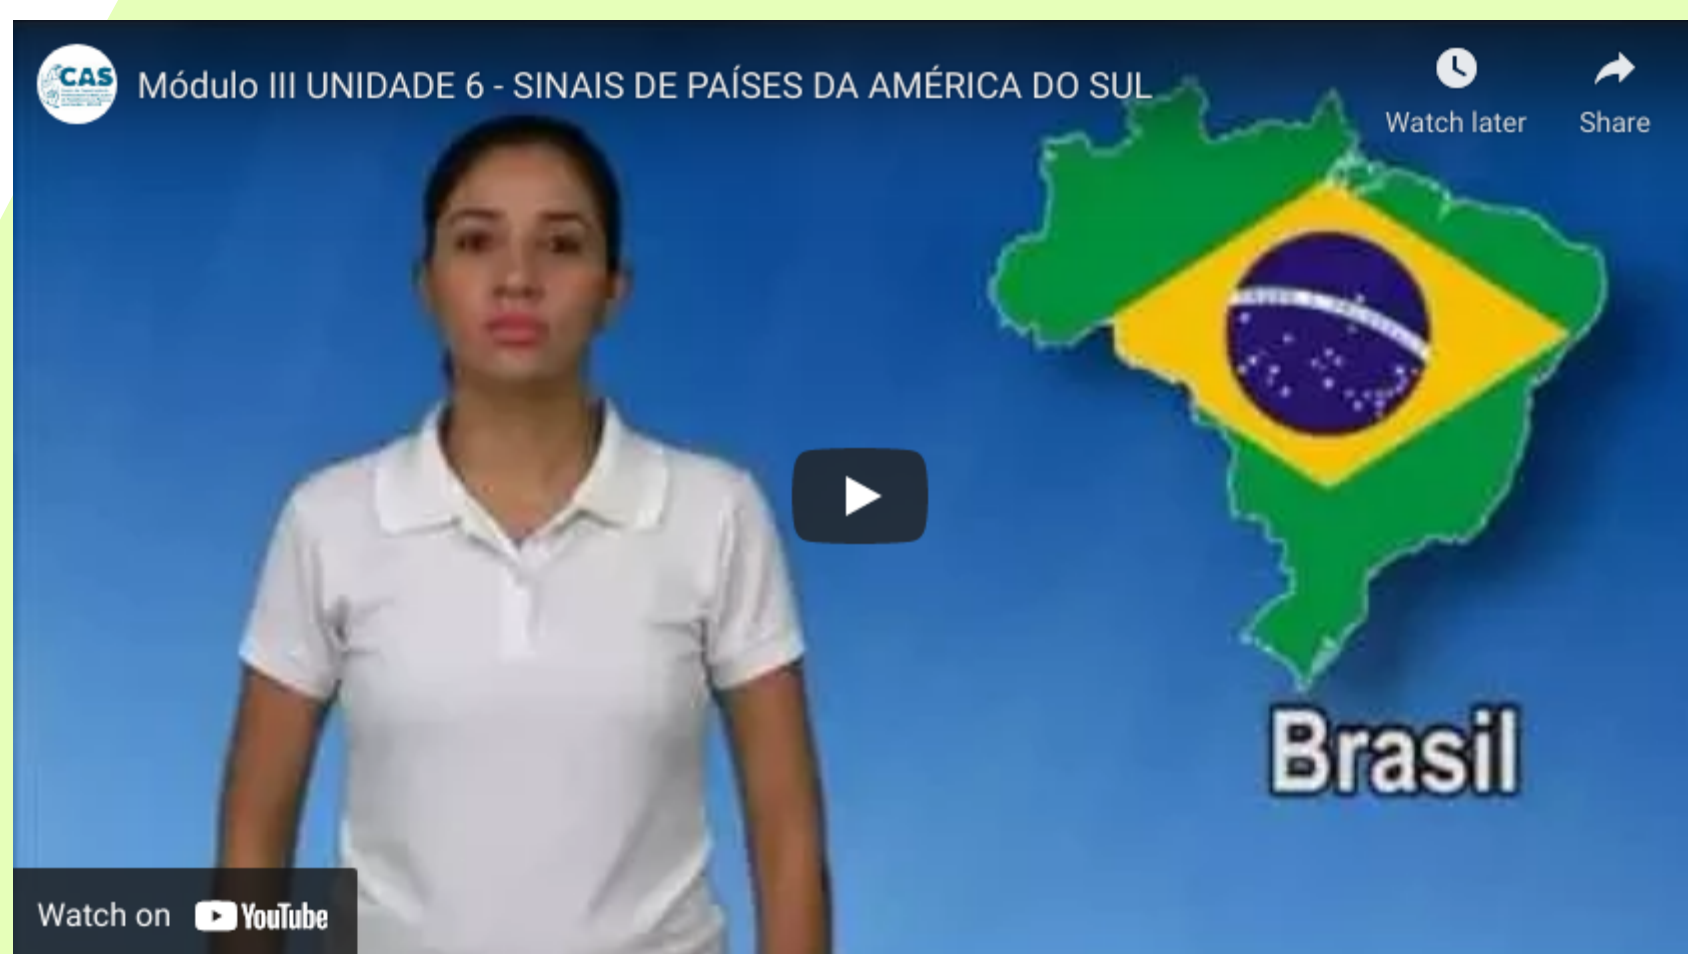 CAS
Módulo III UNIDADE 6 - SINAIS DE PAÍSES DA AMÉRICA DO SUL
Watch later
Share
Brasil
Watch on YouTube